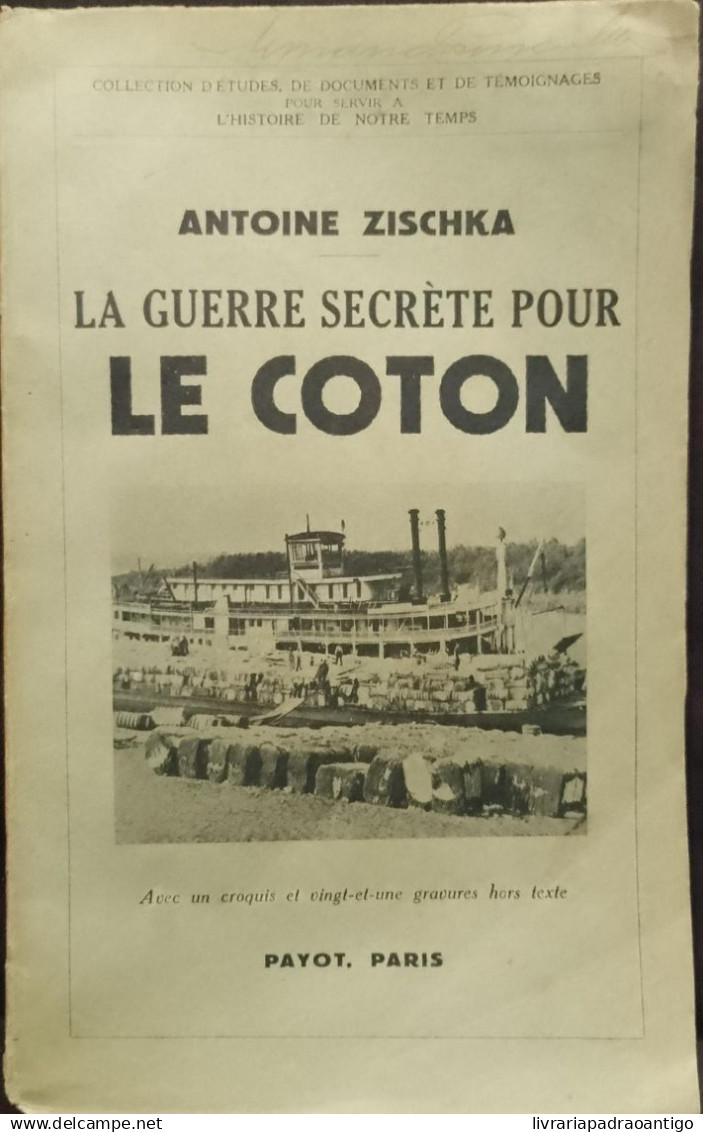 COLLECTION D'ÉTUDES, DE DOCUMENTS ET DE TÉMOIGNAGES
POUR SERVIR A
L'HISTOIRE DE NOTRE TEMPS
ANTOINE ZISCHKA
LA GUERRE SECRÈTE POUR
LE COTON
Avec un croquis et vingt-et-une gravures hors texte
PAYOT, PARIS
delcampe.net
livrariapadraoantigo